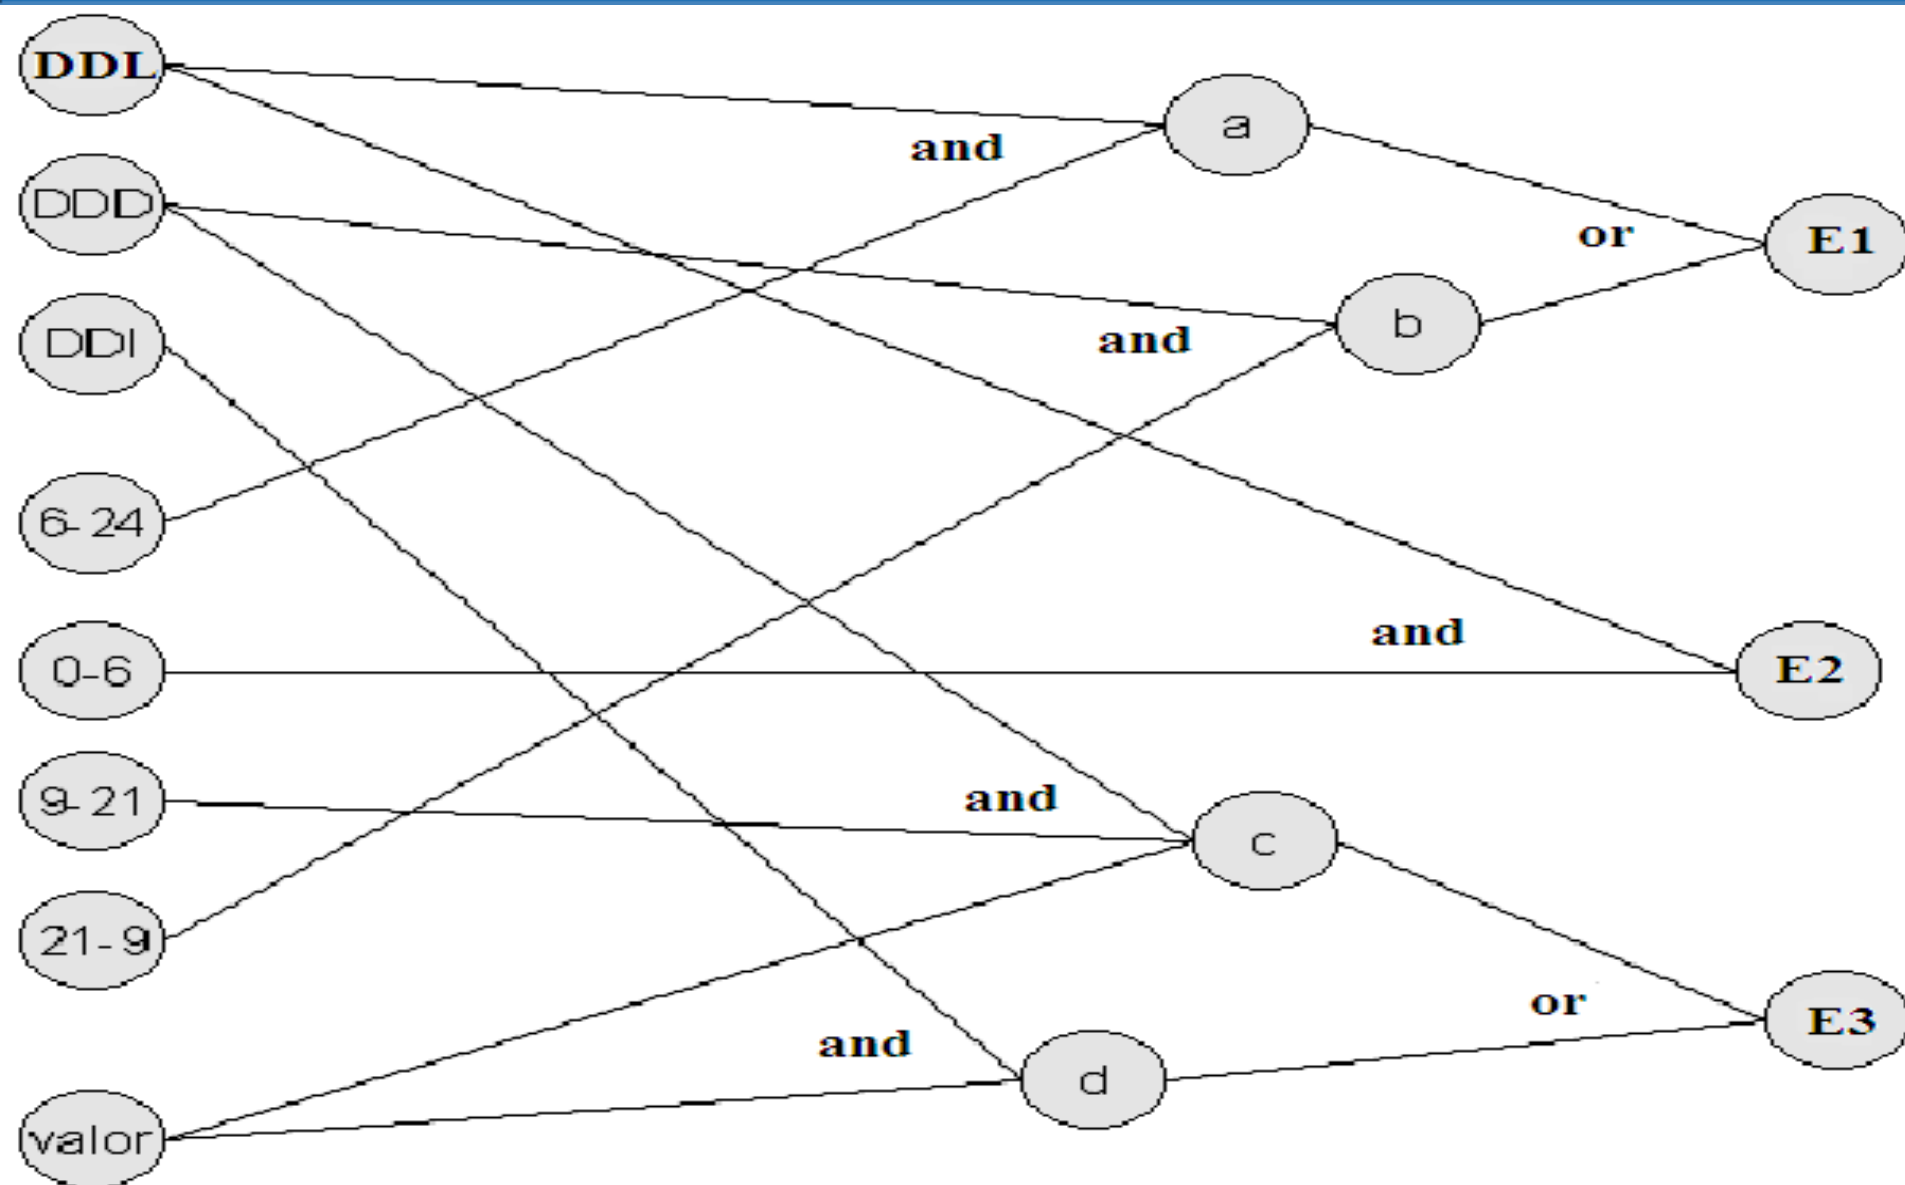 DDL
a
and
DDD
E1
or
DDI
b
and
6-24
and
0-6
E2
9-21
and
c
21-9
or
E3
and
d
valor